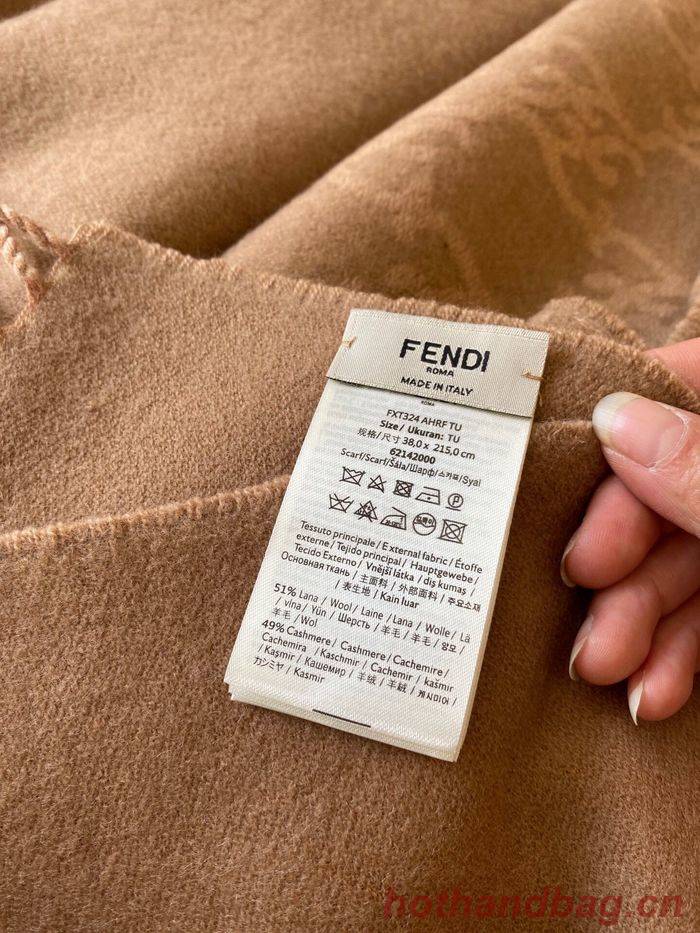 FENDI
ROMA
MADE IN ITALY
ROMA
FXT324 AHRF TU
Size / Ukuran: TU
规格/尺寸 38,0 x 215,0 cm
62142000
Scarf/Scarf/Šála/Шарф/스카프/Syal
Tessuto principale / External fabric / Étoffe
externe / Tejido principal / Hauptgewebe /
Tecido Externo / Vnější látka / dış kumaş /
Основная ткань / 主面料 / 外部面料 / 주요소재
/ 表生地 / Kain luar
51% Lana / Wool / Laine / Lana / Wolle / Lã
/ vlna / Yün / Шерсть / 羊毛 / 羊毛 / 양모 /
羊毛 / Wol
49% Cashmere / Cashmere / Cachemire /
Cachemira / Kaschmir / Cachemir / kašmír
/ Kaşmir / Кашемир / 羊绒 / 羊絨 / 캐시미어 /
カシミヤ / Kasmir
hothandbag.cn